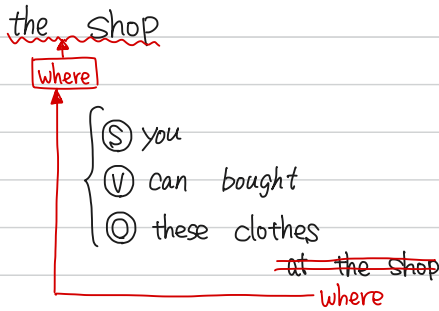 the shop
where
Ⓢ you
Ⓥ can bought
Ⓞ these clothes
at the shop
where